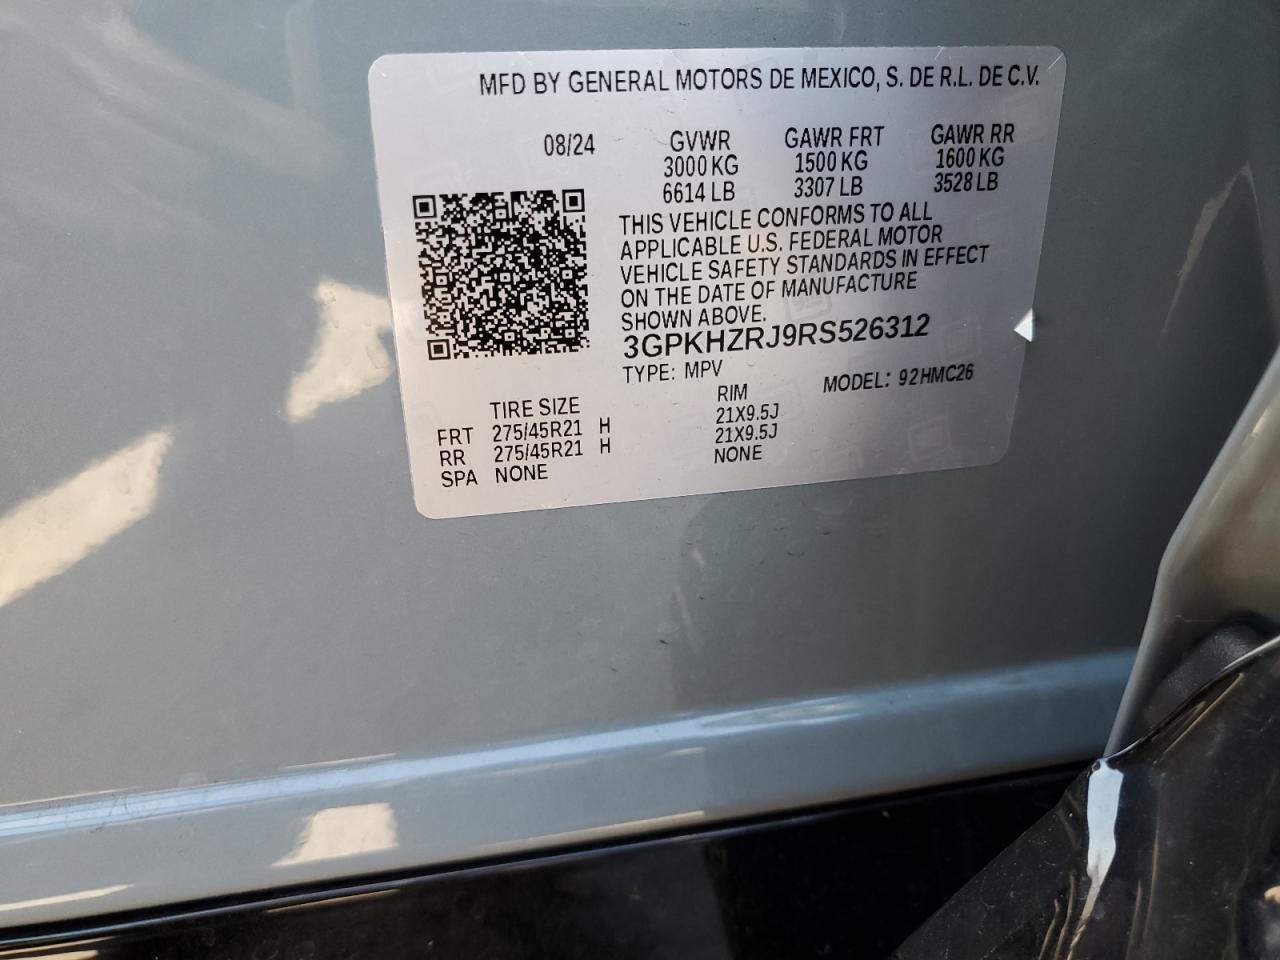 MFD BY GENERAL MOTORS DE MEXICO, S. DE R.L. DE C.V.
08/24 GVWR GAWR FRT GAWR RR
3000 KG 1500 KG 1600 KG
6614 LB 3307 LB 3528 LB
THIS VEHICLE CONFORMS TO ALL
APPLICABLE U.S. FEDERAL MOTOR
VEHICLE SAFETY STANDARDS IN EFFECT
ON THE DATE OF MANUFACTURE
SHOWN ABOVE.
3GPKHZRJ9RS526312
TYPE: MPV MODEL: 92HMC26
TIRE SIZE RIM
FRT 275/45R21 H 21X9.5J
RR 275/45R21 H 21X9.5J
SPA NONE NONE